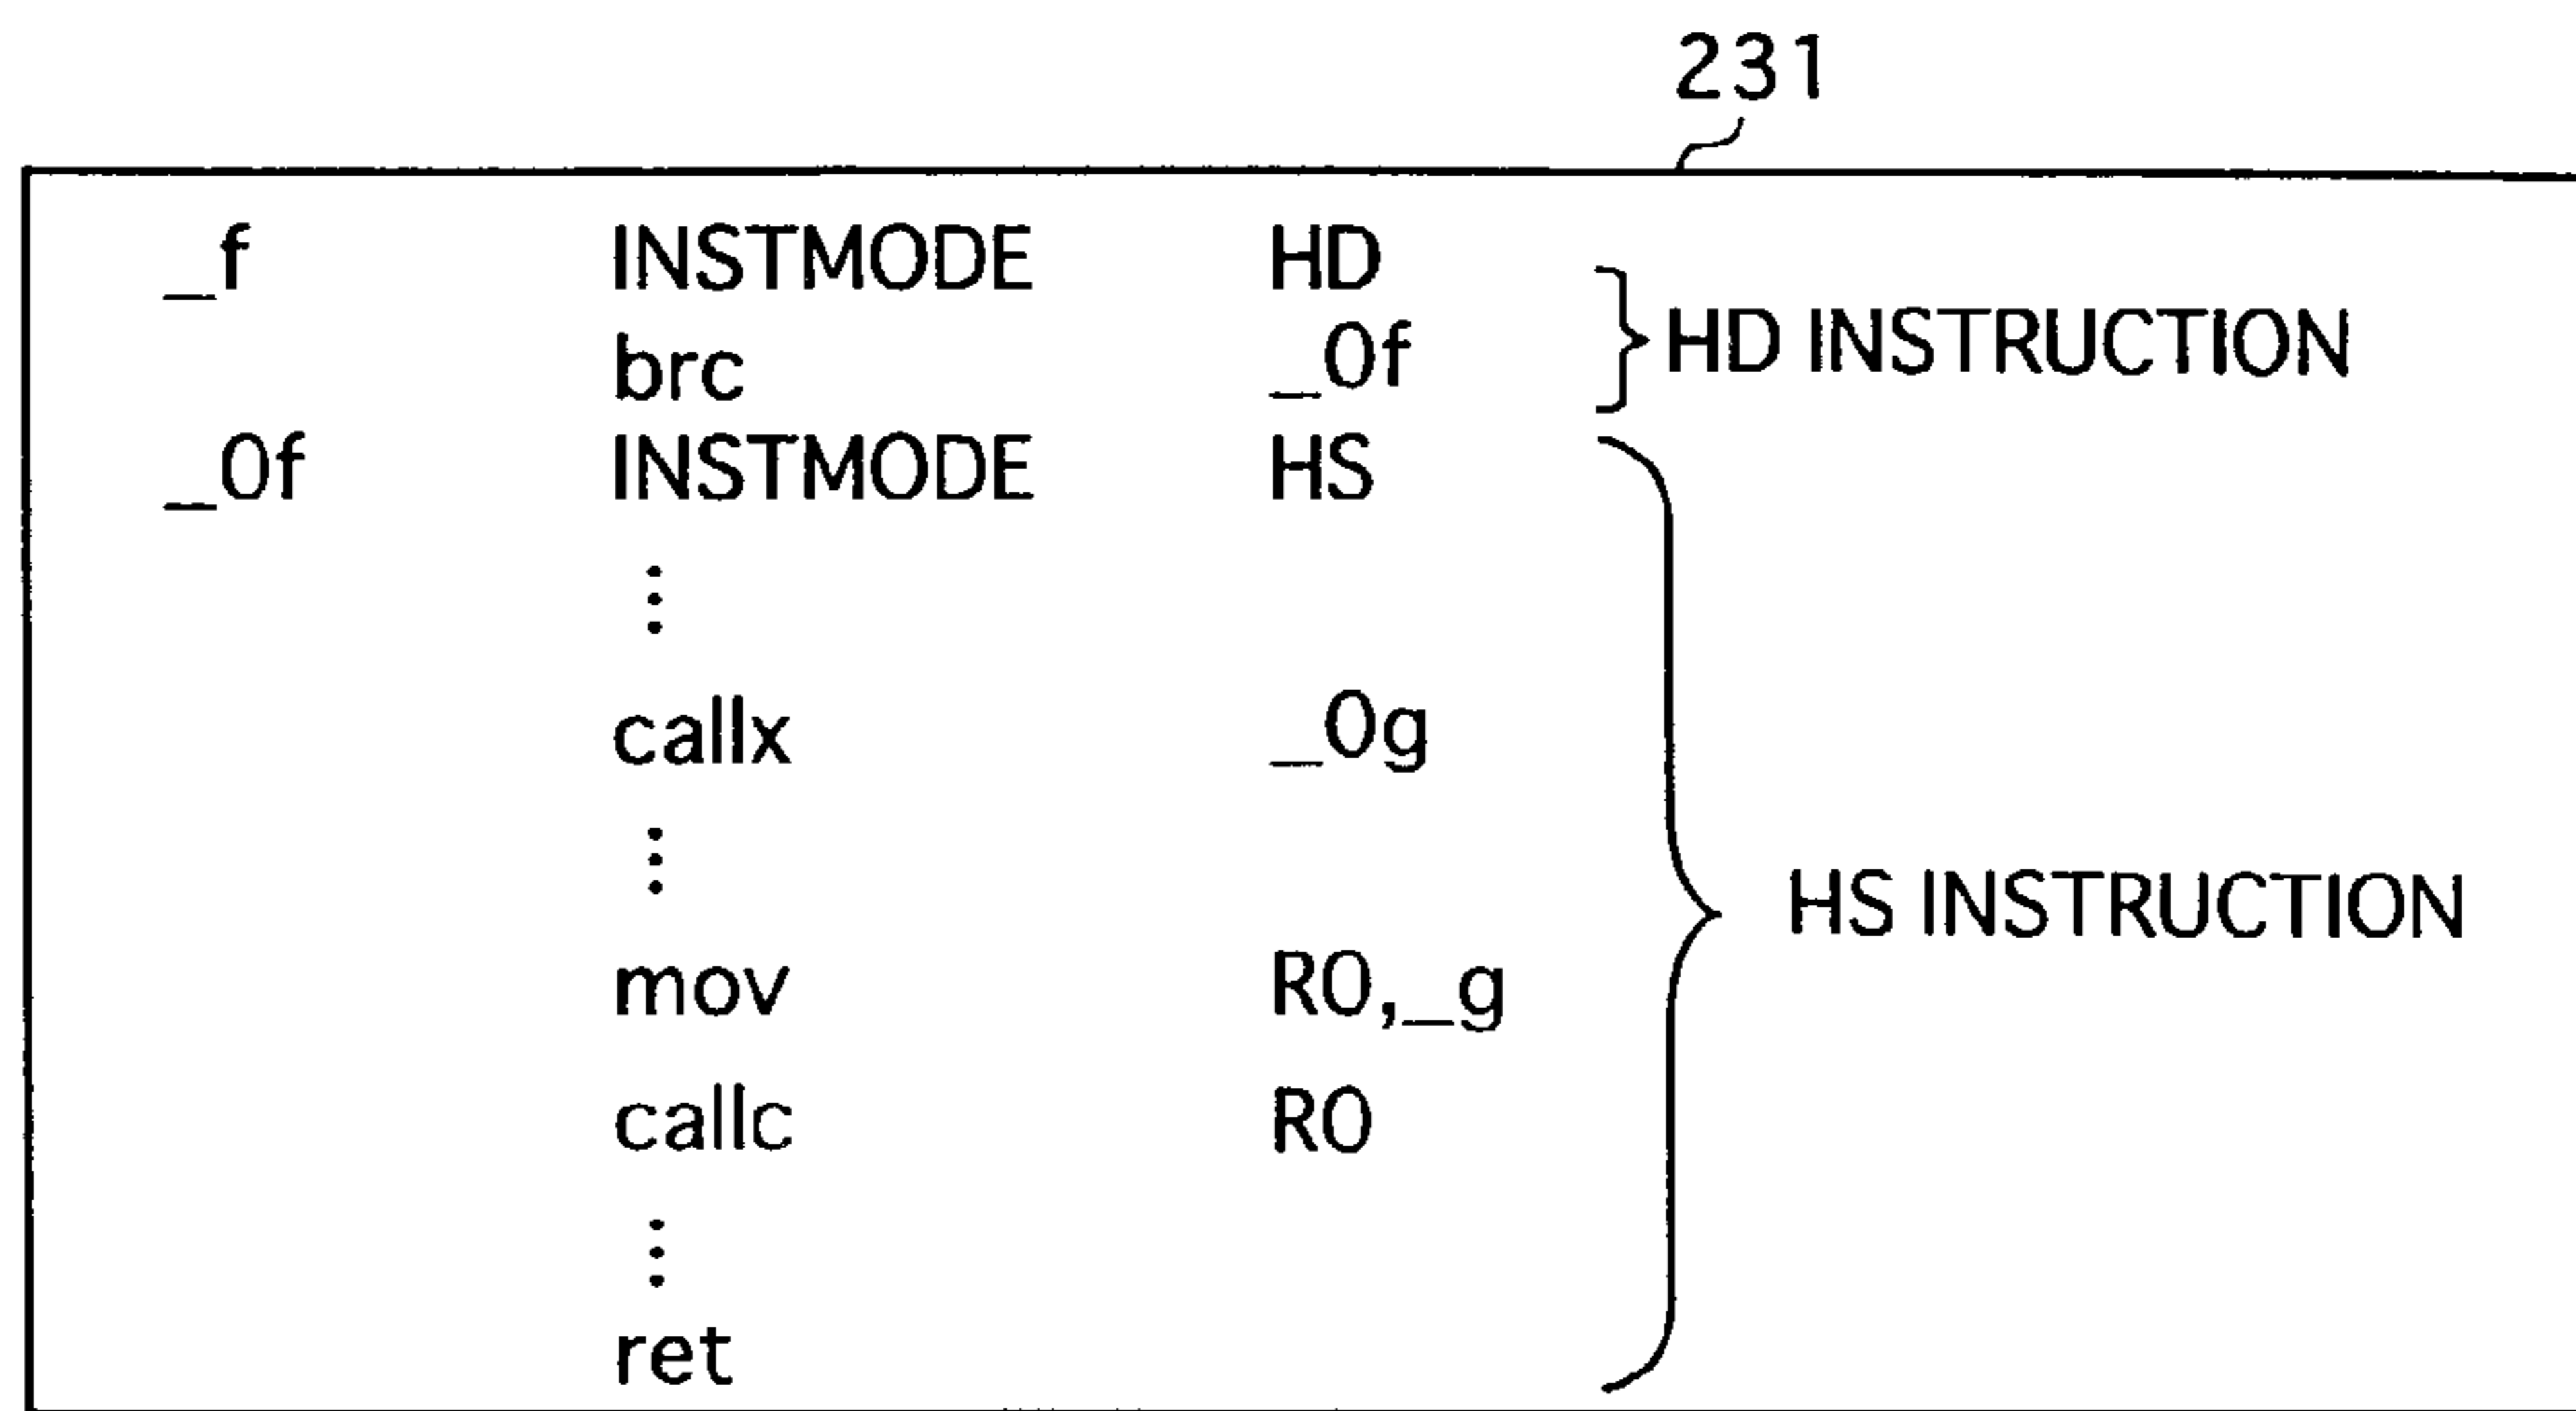 231
_f INSTMODE HD
brc _0f
HD INSTRUCTION
_0f INSTMODE HS
⋮
callx _0g
⋮
HS INSTRUCTION
mov R0,_g
callc R0
⋮
ret